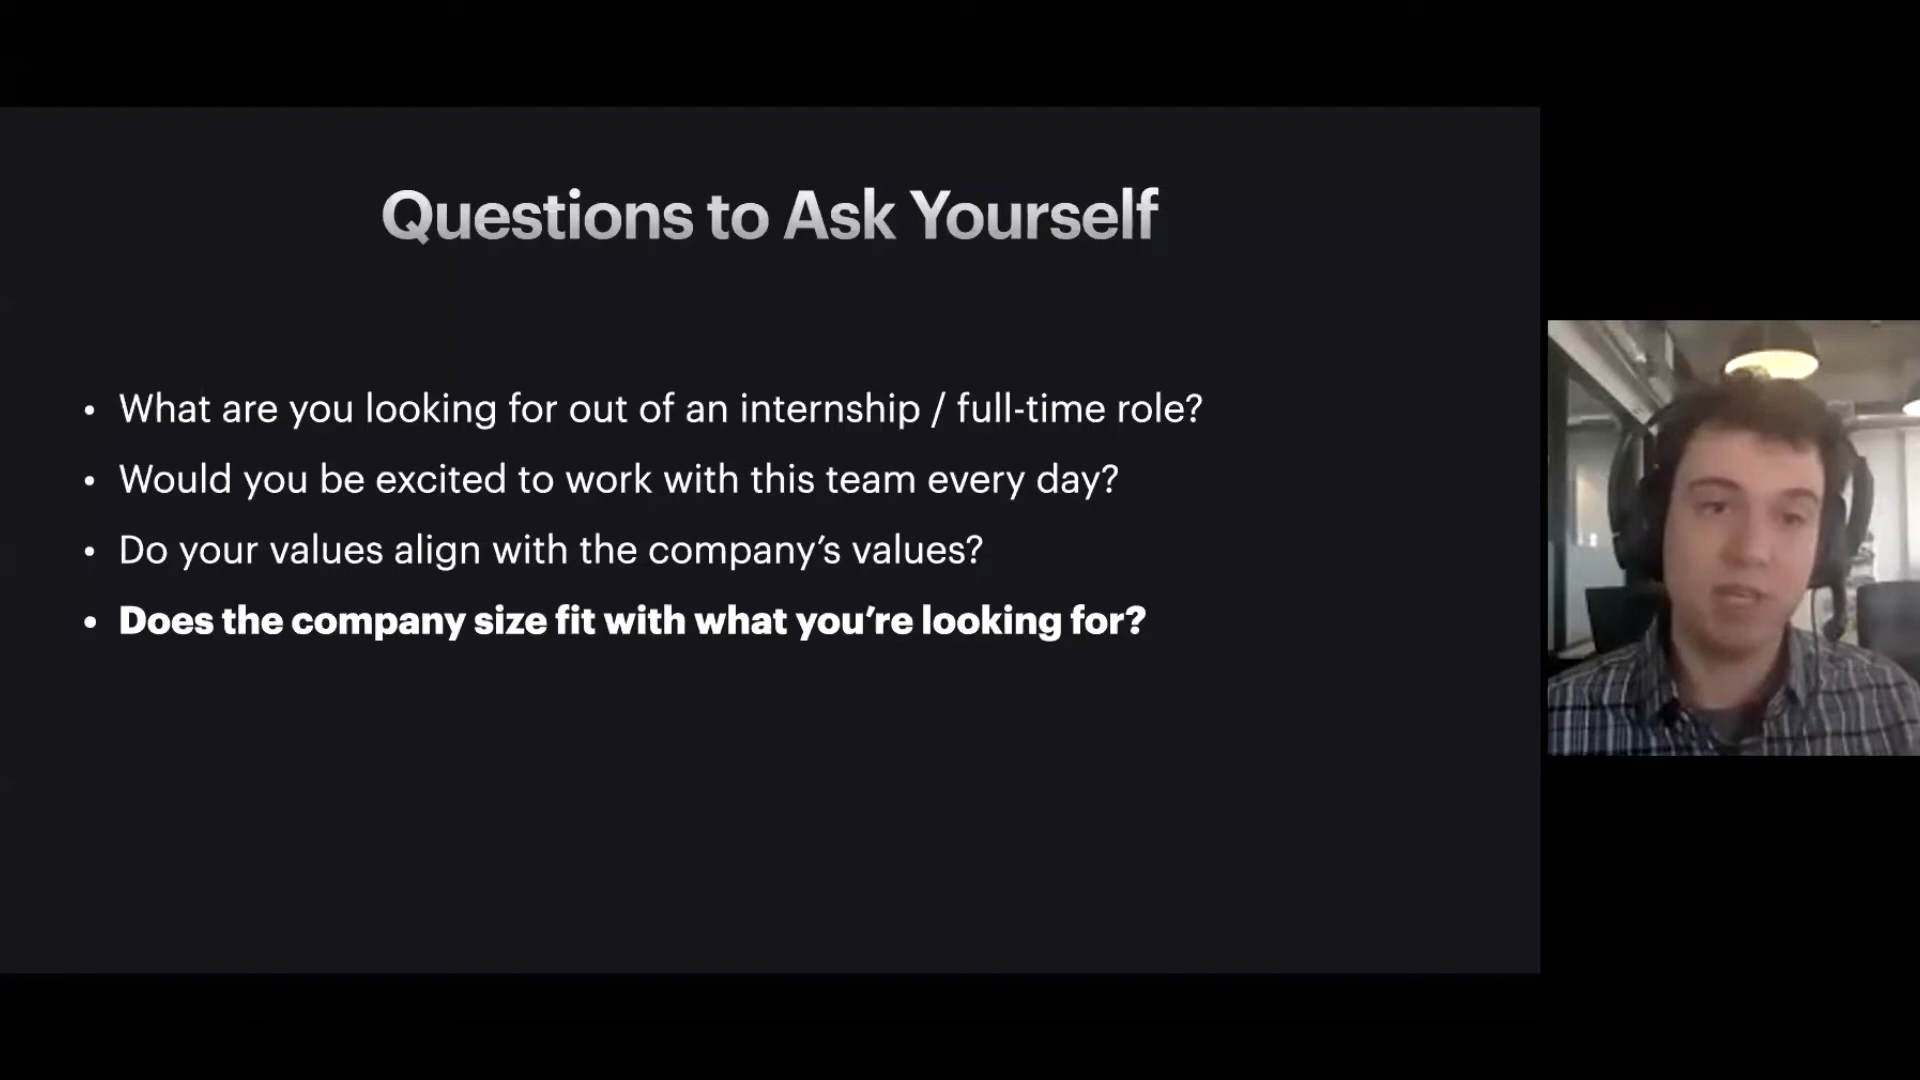 Questions to Ask Yourself
• What are you looking for out of an internship / full-time role?
• Would you be excited to work with this team every day?
• Do your values align with the company’s values?
• Does the company size fit with what you’re looking for?